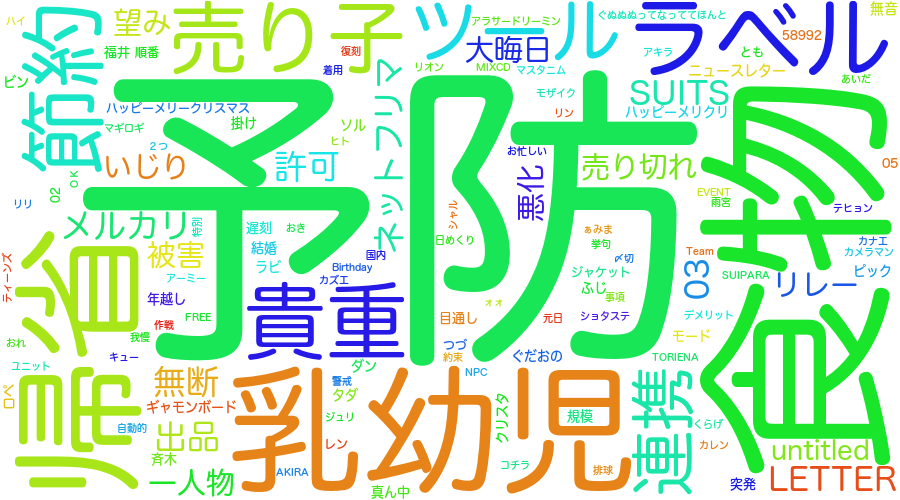 ハイ
望み
売り子
ツール
アラサードリーミン
ぐぬぬぬってなっててほんと
無音
ラベル
58992
節約
福井 順番
復刻
大晦日
アキラ
とも
ピン
着用
リオン
MIXCD
マスタニム
ニュースレター
あいだ
ハッピーメリークリスマス
モザイク
SUITS
マギロギ
掛け
ソル
ネットフリマ
リン
ハッピーメリクリ
ヒト
予防
食物
2つ
お忙しい
いじり
許可
売り切れ
05
OK
悪化
02
EVENT
リリ
雨宮
シャル
テヒョン
メルカリ
特別
遅刻
おき
ぁみま
帰省
結婚
日めくり
挙句
カナエ
被害
国内
Team
カメラマン
ラピ
Birthday
〆切
ティーンズ
アーミー
カズエ
ジャケット
03
SUIPARA
ピック
年越し
貴重
ふじ
事項
リレー
FREE
オォ
作戦
目通し
元日
ショタステ
デメリット
おれ
我慢
つづ
モード
キュー
約束
ぐだおの
TORIENA
ユニット
ダン
NPC
無断
警戒
乳幼児
連携
ロペ
タダ
クリスタ
ギャモンボード
ジュリ
規模
くらげ
自動的
出品
レン
カレン
untitled
斉木
AKIRA
コチラ
排球
一人物
真ん中
突発
LETTER